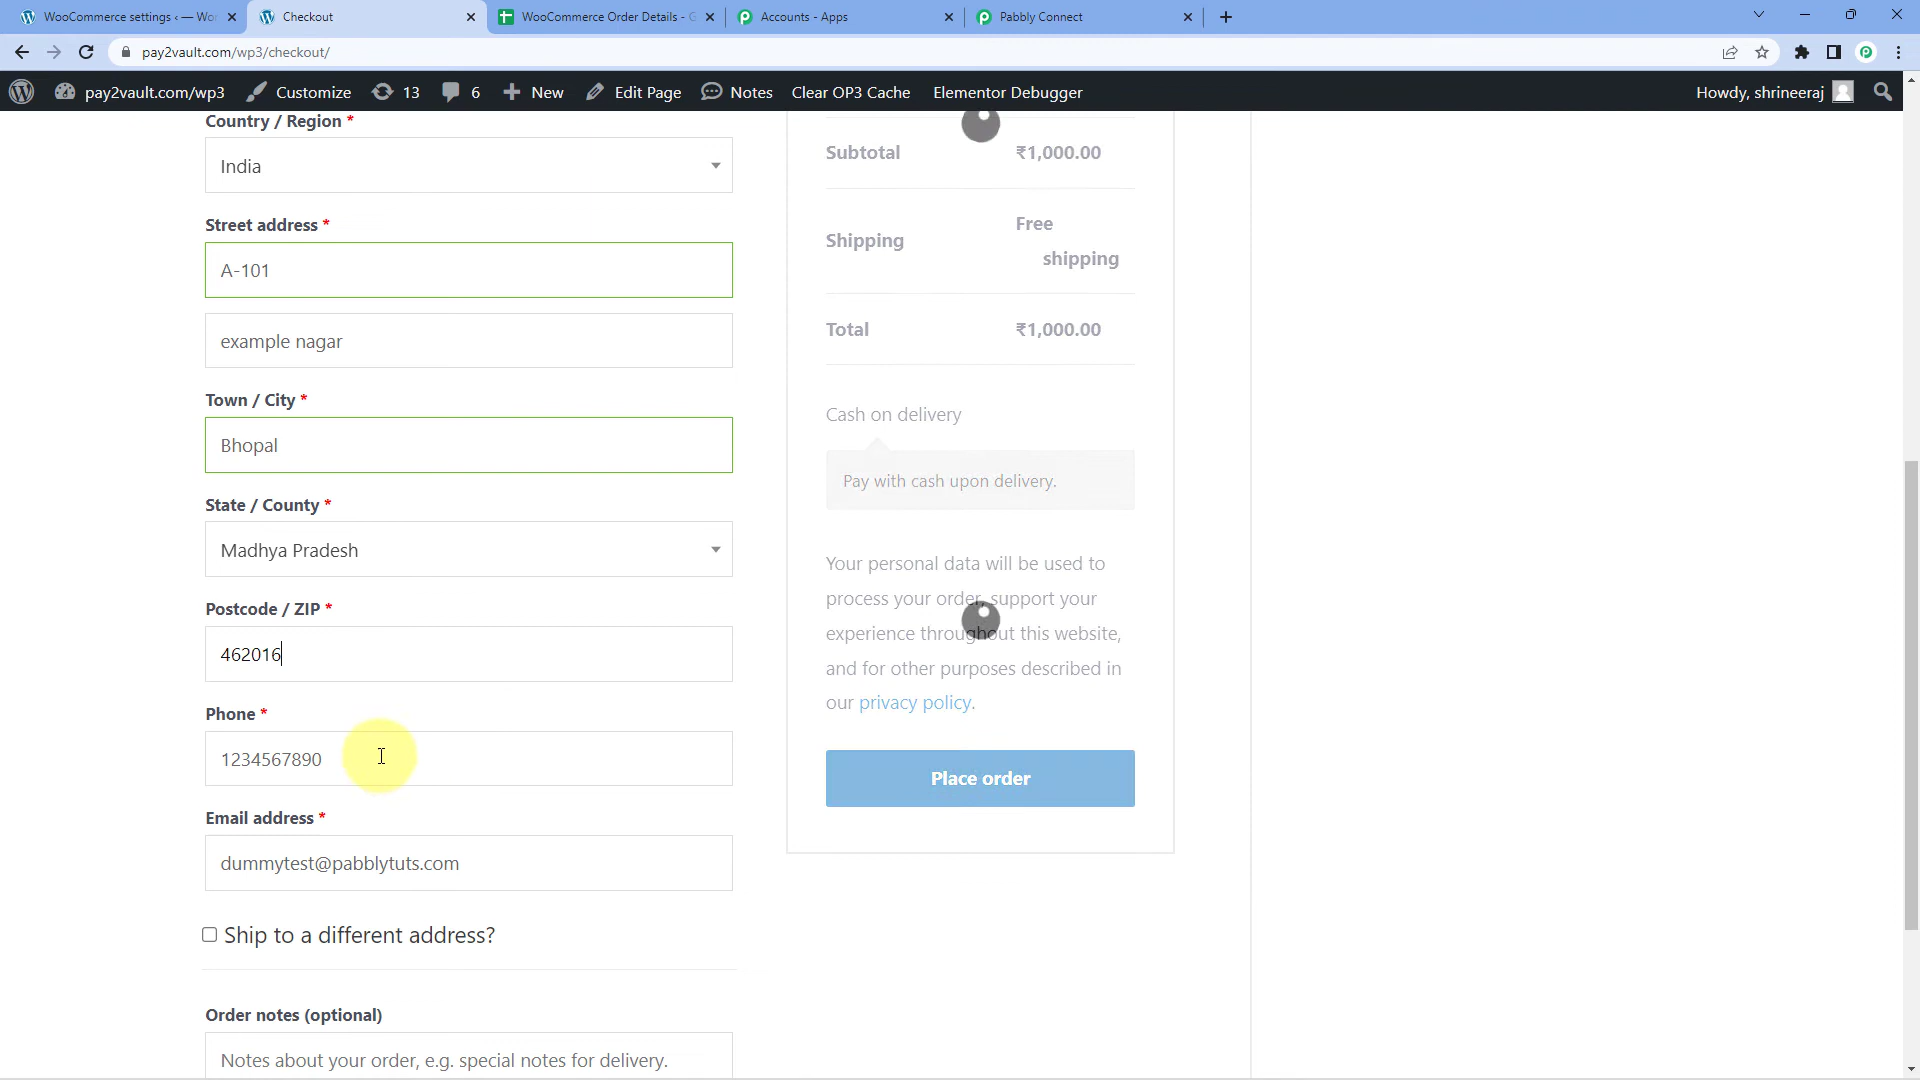 WooCommerce settings ‹ — Wor
Checkout
WooCommerce Order Details - G
Accounts - Apps
Pabbly Connect
pay2vault.com/wp3/checkout/
pay2vault.com/wp3
Customize
13
6
New
Edit Page
Notes
Clear OP3 Cache
Elementor Debugger
Howdy, shrineeraj
Country / Region *
India
Street address *
A-101
example nagar
Town / City *
Bhopal
State / County *
Madhya Pradesh
Postcode / ZIP *
462016
Phone *
1234567890
Email address *
dummytest@pabblytuts.com
Ship to a different address?
Order notes (optional)
Notes about your order, e.g. special notes for delivery.
Subtotal ₹1,000.00
Shipping Free
shipping
Total ₹1,000.00
Cash on delivery
Pay with cash upon delivery.
Your personal data will be used to
process your order, support your
experience throughout this website,
and for other purposes described in
our privacy policy.
Place order